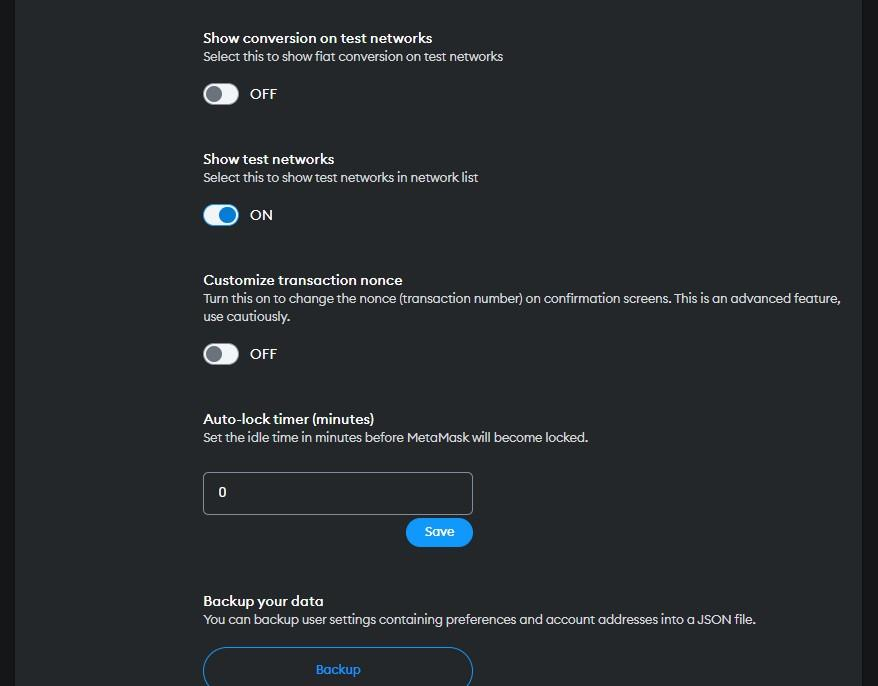 Show conversion on test networks
Select this to show fiat conversion on test networks
OFF
Show test networks
Select this to show test networks in network list
ON
Customize transaction nonce
Turn this on to change the nonce (transaction number) on confirmation screens. This is an advanced feature,
use cautiously.
OFF
Auto-lock timer (minutes)
Set the idle time in minutes before MetaMask will become locked.
0
Save
Backup your data
You can backup user settings containing preferences and account addresses into a JSON file.
Backup